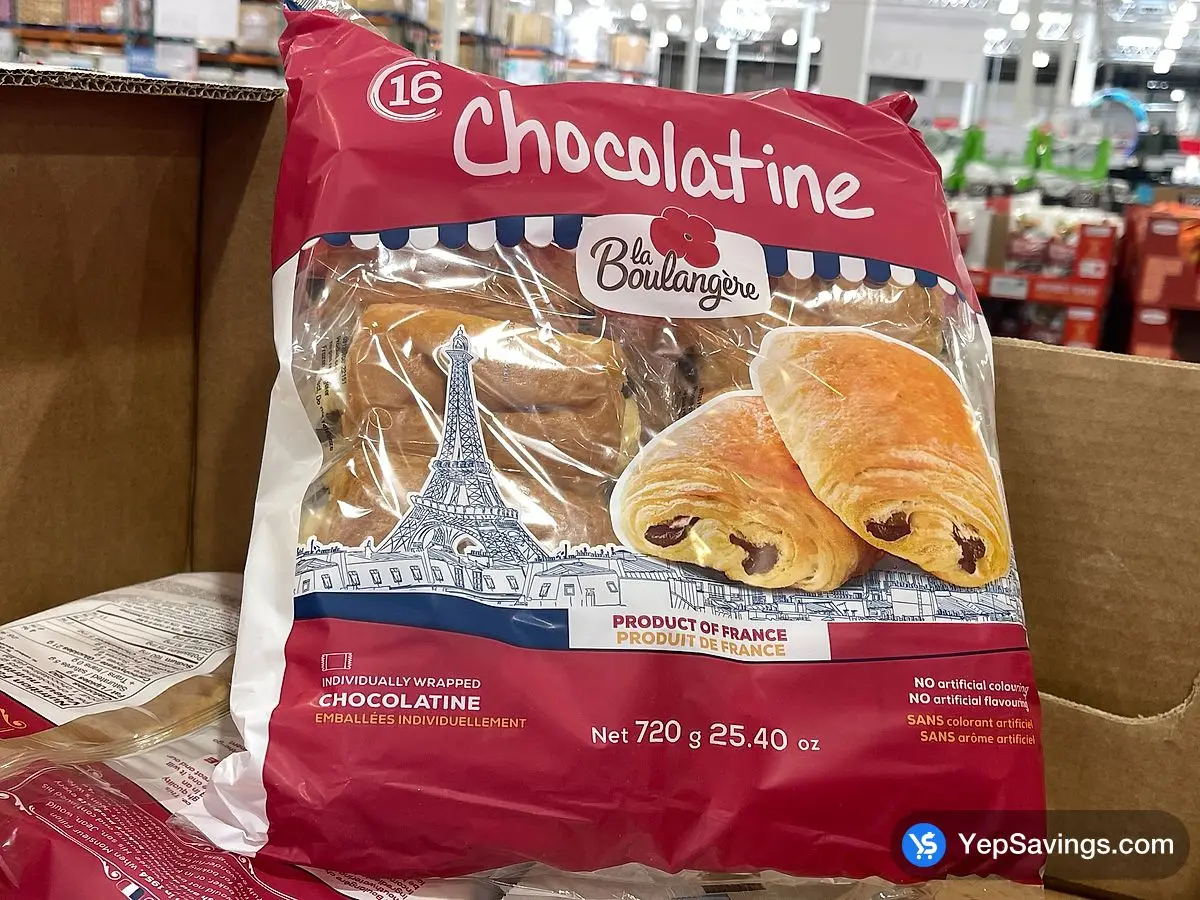 16
Chocolatine
la
Boulangère
PRODUCT OF FRANCE
PRODUIT DE FRANCE
INDIVIDUALLY WRAPPED
CHOCOLATINE
EMBALLÉES INDIVIDUELLEMENT
Net 720 g 25.40 oz
NO artificial colouring
NO artificial flavouring
SANS colorant artificiel
SANS arôme artificiel
YepSavings.com